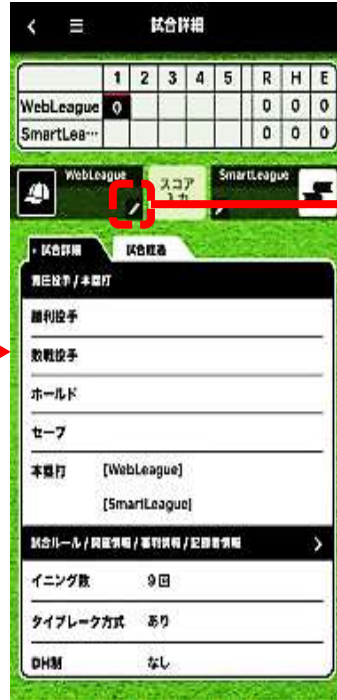 試合詳細
1 2 3 4 5 R H E
WebLeague 0 0 0 0
SmartLea… 0 0 0
WebLeague スコア入力 SmartLeague
試合詳細 試合経過
責任投手/本塁打
勝利投手
敗戦投手
ホールド
セーブ
本塁打 [WebLeague]
[SmartLeague]
試合ルール/関連情報/審判情報/記録者情報
イニング数 9回
タイブレーク方式 あり
DH制 なし